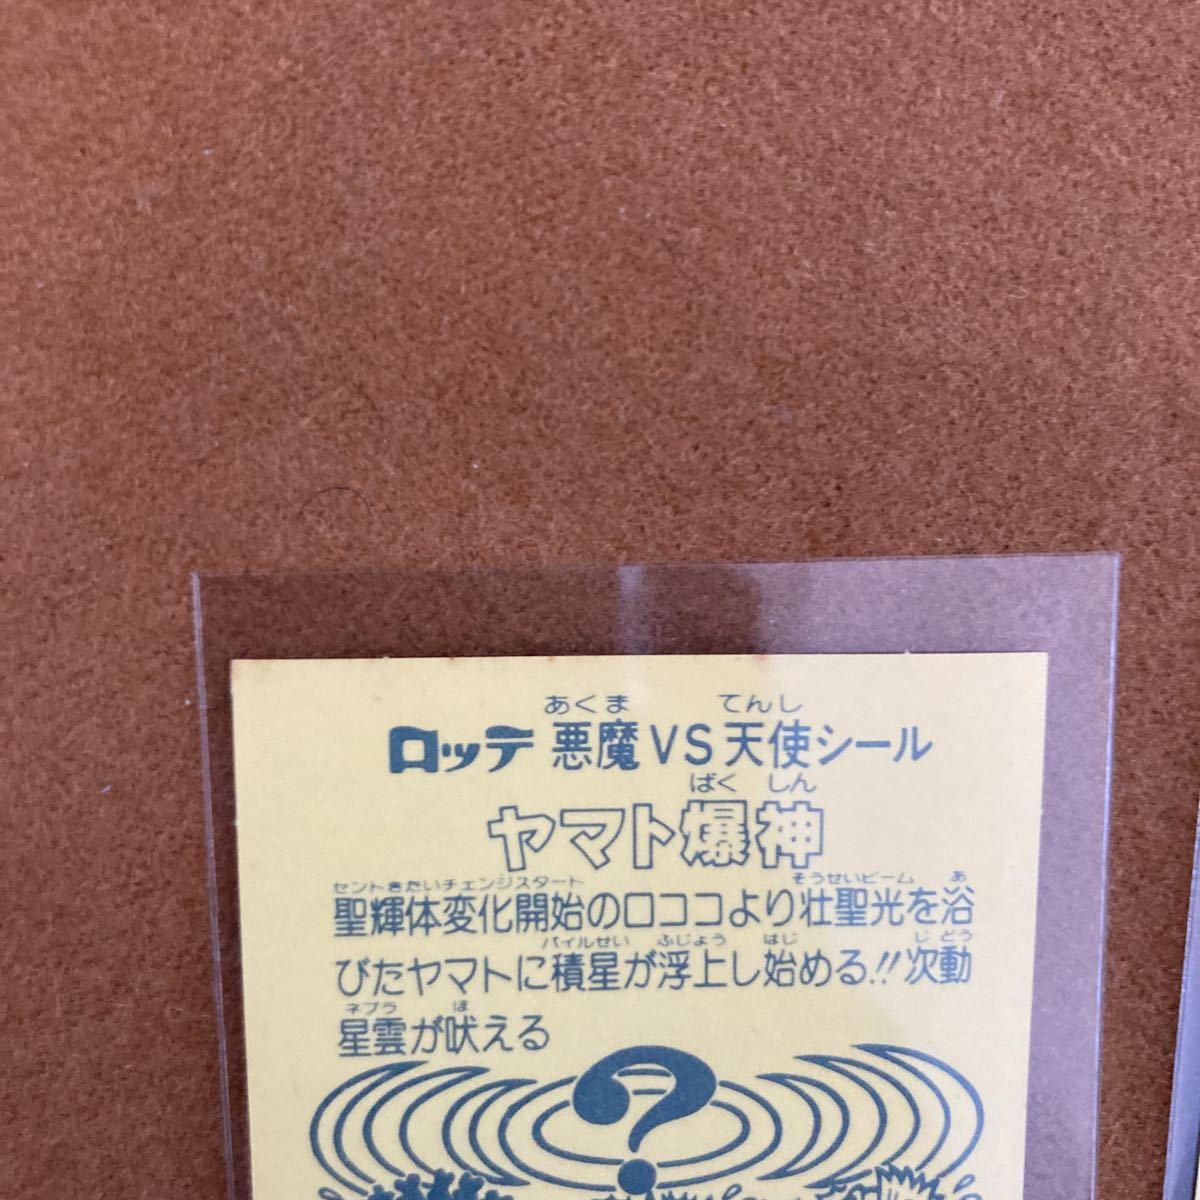 あくま てんし
ロッテ 悪魔VS天使シール
ばく しん
ヤマト爆神
セントきたいチェンジスタート そうせいビーム あ
聖輝体変化開始のロココより壮聖光を浴
パイルせい ふじょう はじ じどう
びたヤマトに積星が浮上し始める!!次動
ネブラ ほ
星雲が吠える
?